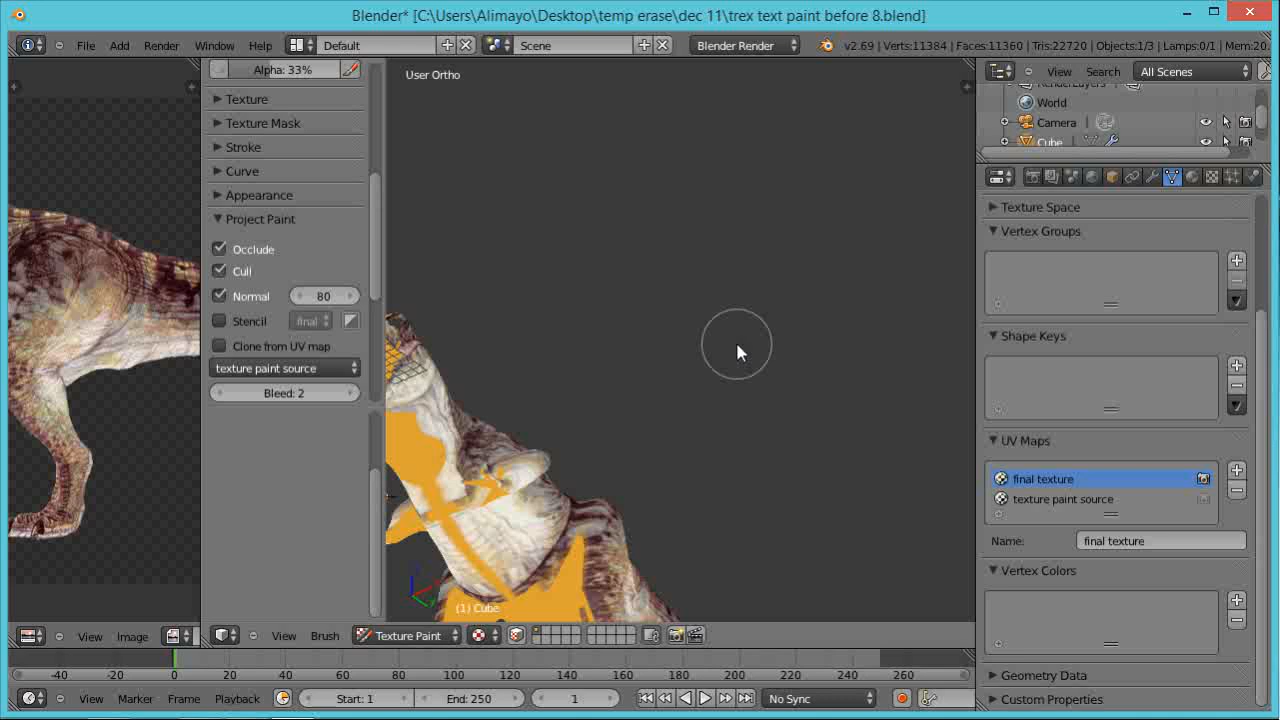 Blender* [C:\Users\Alimayo\Desktop\temp erase\dec 11\trex text paint before 8.blend]
File Add Render Window Help Default Scene Blender Render v2.69 | Verts:11384 | Faces:11360 | Tris:22720 | Objects:1/3 | Lamps:0/1 | Mem:20.
View Search All Scenes
Alpha: 33%
User Ortho
RenderLayers
World
Camera
Cube
Texture
Texture Mask
Stroke
Curve
Appearance
Project Paint
Occlude
Cull
Normal 80
Stencil final
Clone from UV map
texture paint source
Bleed: 2
Texture Space
Vertex Groups
Shape Keys
UV Maps
final texture
texture paint source
Name: final texture
Vertex Colors
Geometry Data
Custom Properties
(1) Cube
View Image View Brush Texture Paint
-40 -20 0 20 40 60 80 100 120 140 160 180 200 220 240 260
View Marker Frame Playback Start: 1 End: 250 1 No Sync